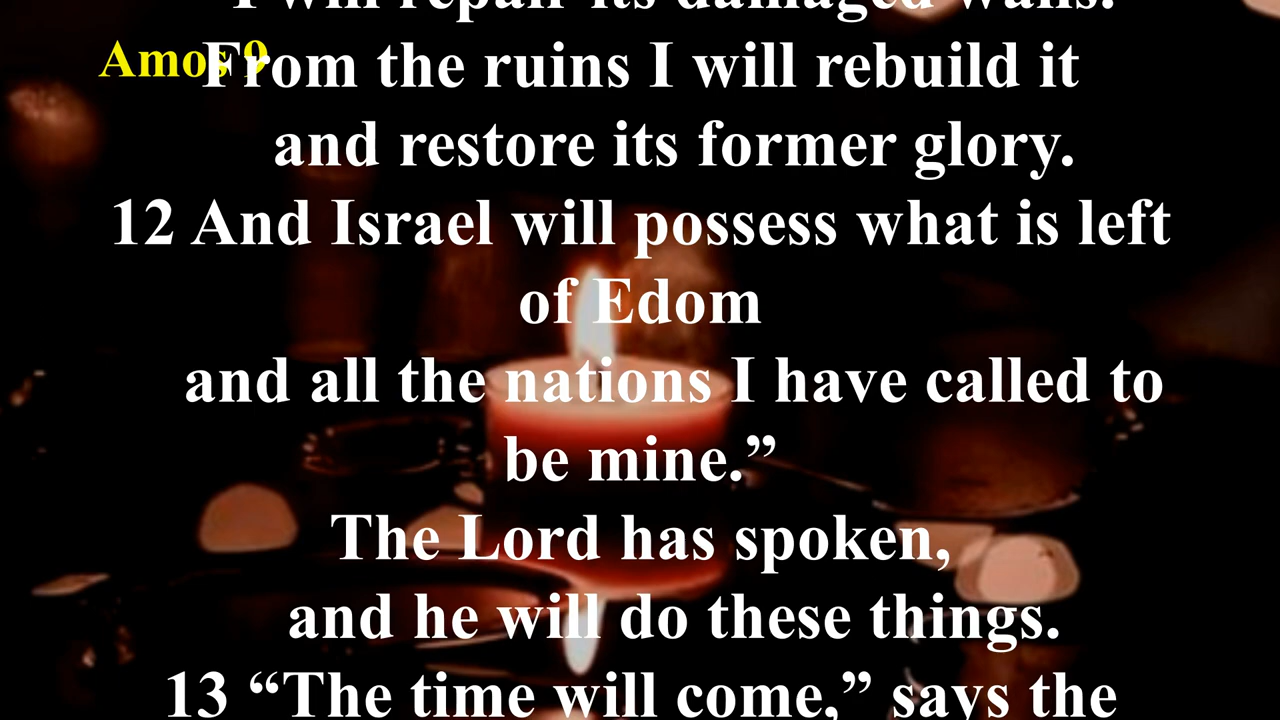 I will repair its damaged walls.
Amos 9
From the ruins I will rebuild it
and restore its former glory.
12 And Israel will possess what is left
of Edom
and all the nations I have called to
be mine.”
The Lord has spoken,
and he will do these things.
13 “The time will come,” says the